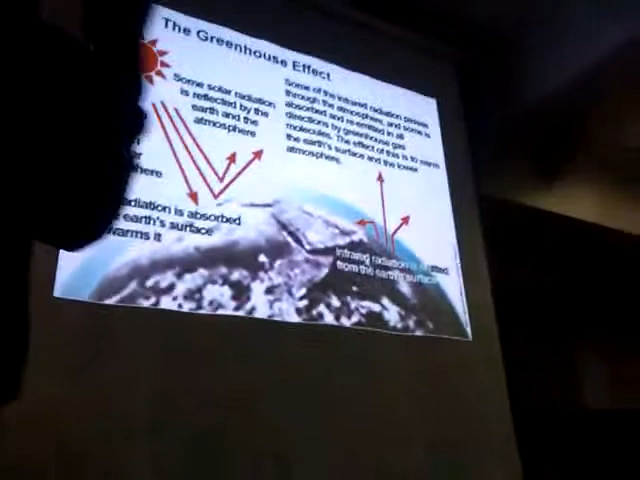 The Greenhouse Effect
Some solar radiation
is reflected by the
earth and the
atmosphere
Some of the infrared radiation passes
through the atmosphere, and some is
absorbed and re-emitted in all
directions by greenhouse gas
molecules. The effect of this is to warm
the earth's surface and the lower
atmosphere.
here
adiation is absorbed
earth's surface
warms it
Infrared radiation is
from the earth's surface